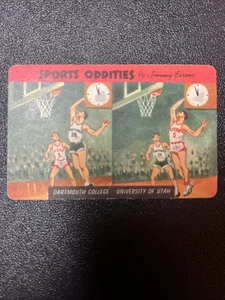 SPORTS ODDITIES by Jimmy Evans
DARTMOUTH COLLEGE UNIVERSITY OF UTAH